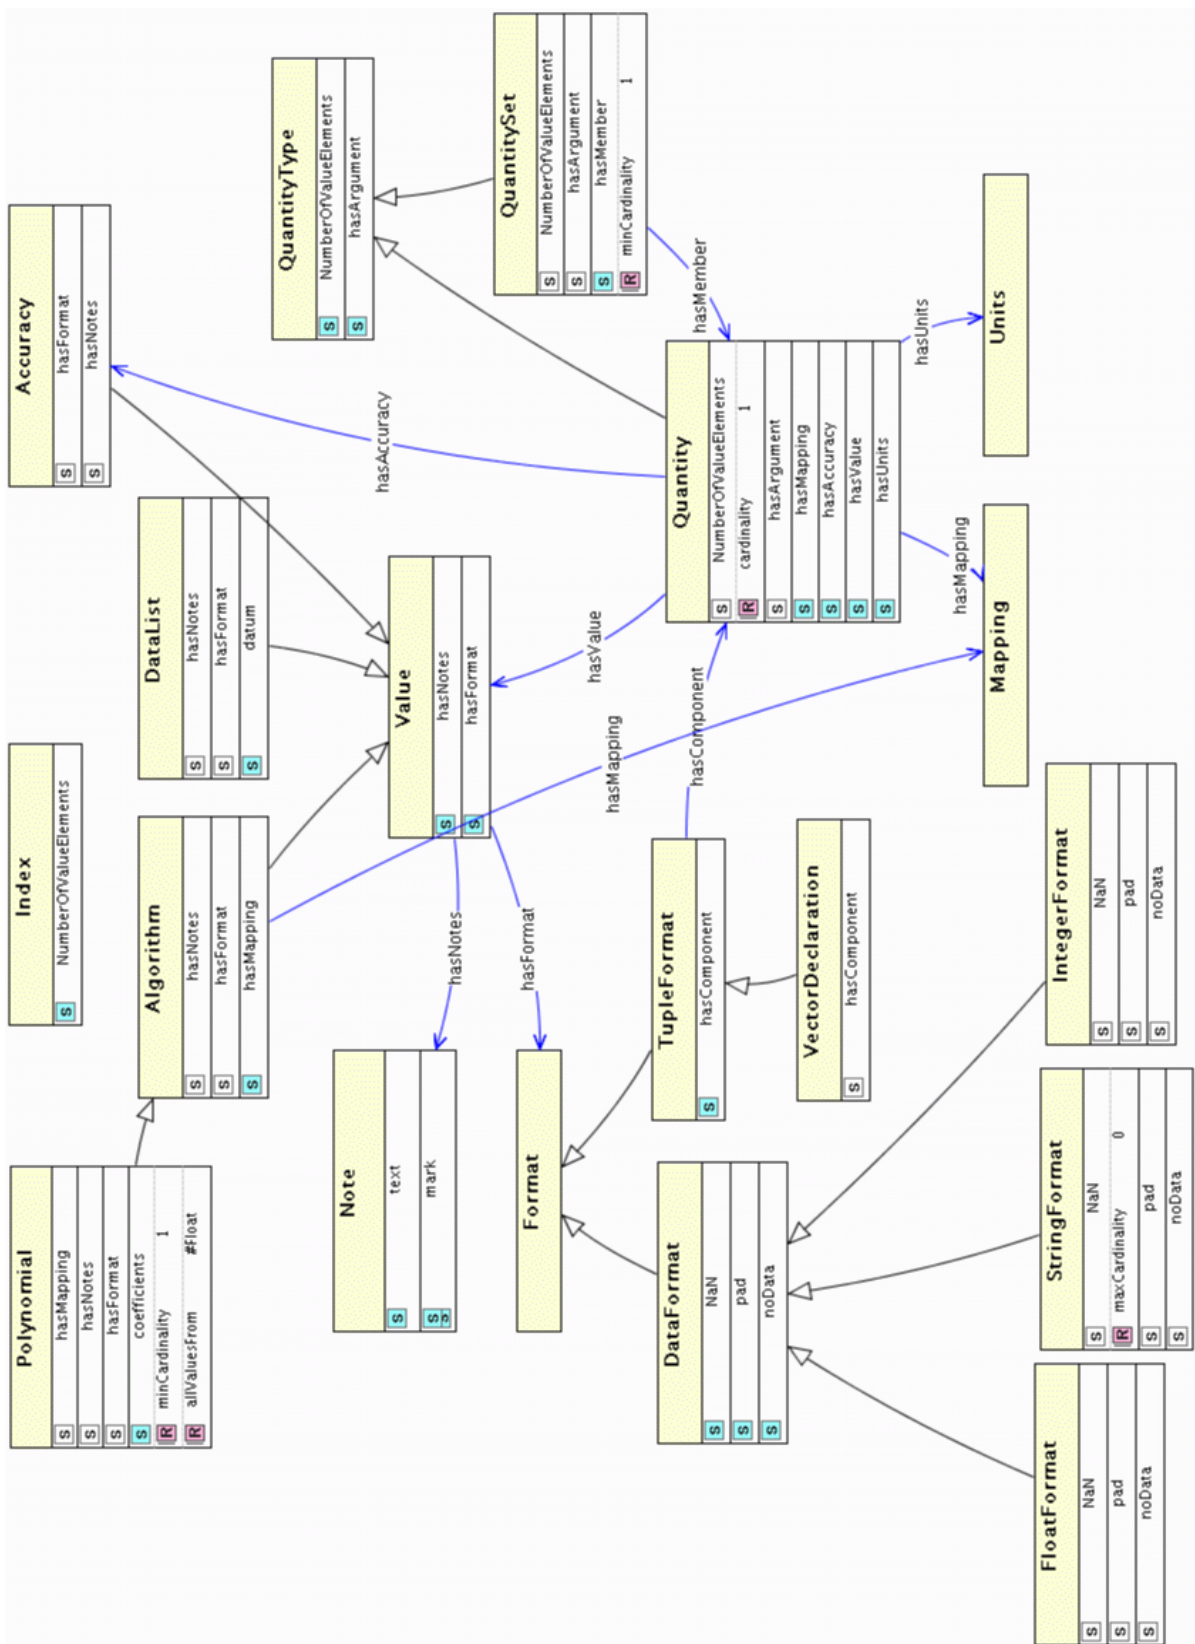 Polynomial
S hasMapping
S hasNotes
S hasFormat
S coefficients
R minCardinality 1
R allValuesFrom #Float
Index
S NumberOfValueElements
Accuracy
S hasFormat
S hasNotes
Algorithm
S hasNotes
S hasFormat
S hasMapping
DataList
S hasNotes
S hasFormat
S datum
QuantityType
S NumberOfValueElements
S hasArgument
Note
S text
S mark
Value
S hasNotes
S hasFormat
hasAccuracy
hasNotes
QuantitySet
S NumberOfValueElements
S hasArgument
S hasMember
R minCardinality 1
Format
hasFormat
hasValue
hasMapping
TupleFormat
S hasComponent
hasComponent
hasMember
Quantity
S NumberOfValueElements
R cardinality 1
S hasArgument
S hasMapping
S hasAccuracy
S hasValue
S hasUnits
DataFormat
S NaN
S pad
S noData
VectorDeclaration
S hasComponent
hasMapping
hasUnits
Mapping
Units
FloatFormat
S NaN
S pad
S noData
StringFormat
S NaN
R maxCardinality 0
S pad
S noData
IntegerFormat
S NaN
S pad
S noData